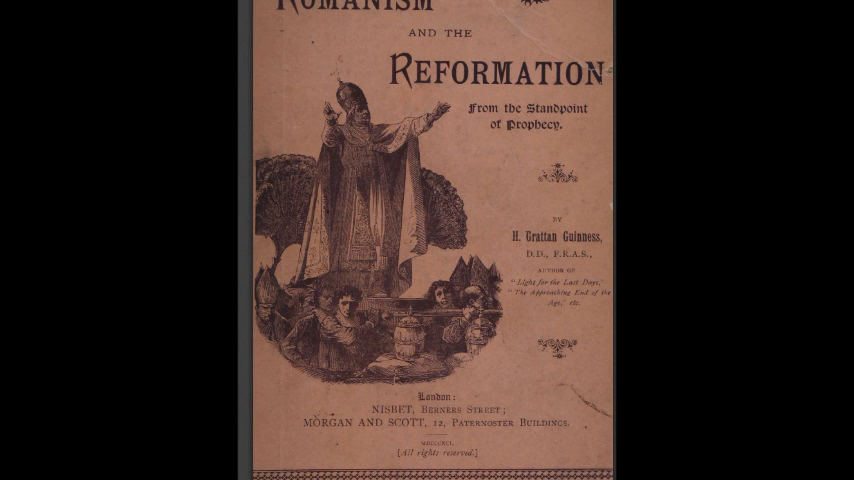 ROMANISM
AND THE
REFORMATION
From the Standpoint
of Prophecy.
BY
H. Grattan Guinness,
D.D., F.R.A.S.,
AUTHOR OF
"Light for the Last Days,"
"The Approaching End of the
Age," etc.
London:
NISBET, BERNERS STREET;
MORGAN AND SCOTT, 12, PATERNOSTER BUILDINGS.
MDCCCXCI.
[All rights reserved.]